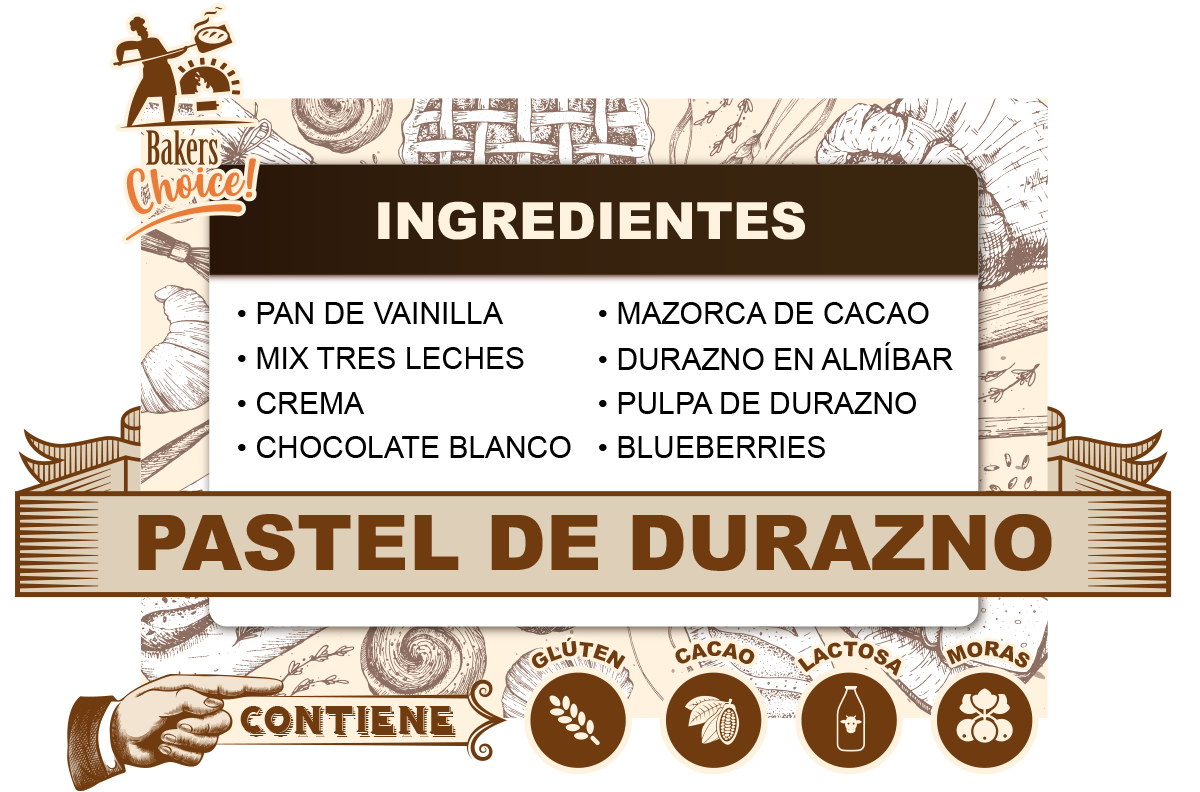 Bakers
Choice!
INGREDIENTES
• PAN DE VAINILLA
• MIX TRES LECHES
• CREMA
• CHOCOLATE BLANCO
• MAZORCA DE CACAO
• DURAZNO EN ALMÍBAR
• PULPA DE DURAZNO
• BLUEBERRIES
PASTEL DE DURAZNO
CONTIENE
GLÚTEN
CACAO
LACTOSA
MORAS